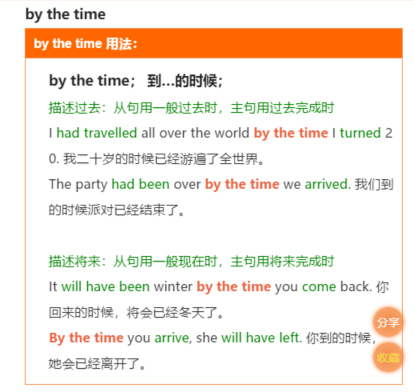 by the time
by the time 用法：
by the time； 到…的时候；
描述过去：从句用一般过去时，主句用过去完成时
I had travelled all over the world by the time I turned 2
0. 我二十岁的时候已经游遍了全世界。
The party had been over by the time we arrived. 我们到
的时候派对已经结束了。
描述将来：从句用一般现在时，主句用将来完成时
It will have been winter by the time you come back. 你
回来的时候，将会已经冬天了。
By the time you arrive, she will have left. 你到的时候，
她会已经离开了。
分享
收藏